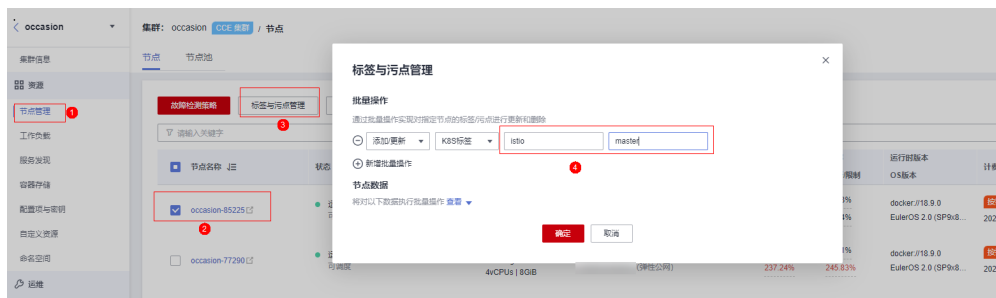 occasion
集群: occasion CCE 集群 / 节点
集群信息
资源
节点管理 1
工作负载
服务发现
容器存储
配置项与密钥
自定义资源
命名空间
运维
节点 节点池
故障检测策略 标签与污点管理
3
请输入关键字
节点名称 状态
occasion-85225
2
occasion-77290
可调度
4vCPUs | 8GiB
(弹性公网)
237.24% 245.83%
标签与污点管理
批量操作
通过批量操作实现对指定节点的标签/污点进行更新和删除
添加/更新 K8S标签 istio master
4
新增批量操作
节点数据
将对以下数据执行批量操作 查看
确定 取消
运行时版本
OS版本
docker://18.9.0
EulerOS 2.0 (SP9x8...
docker://18.9.0
EulerOS 2.0 (SP9x8...